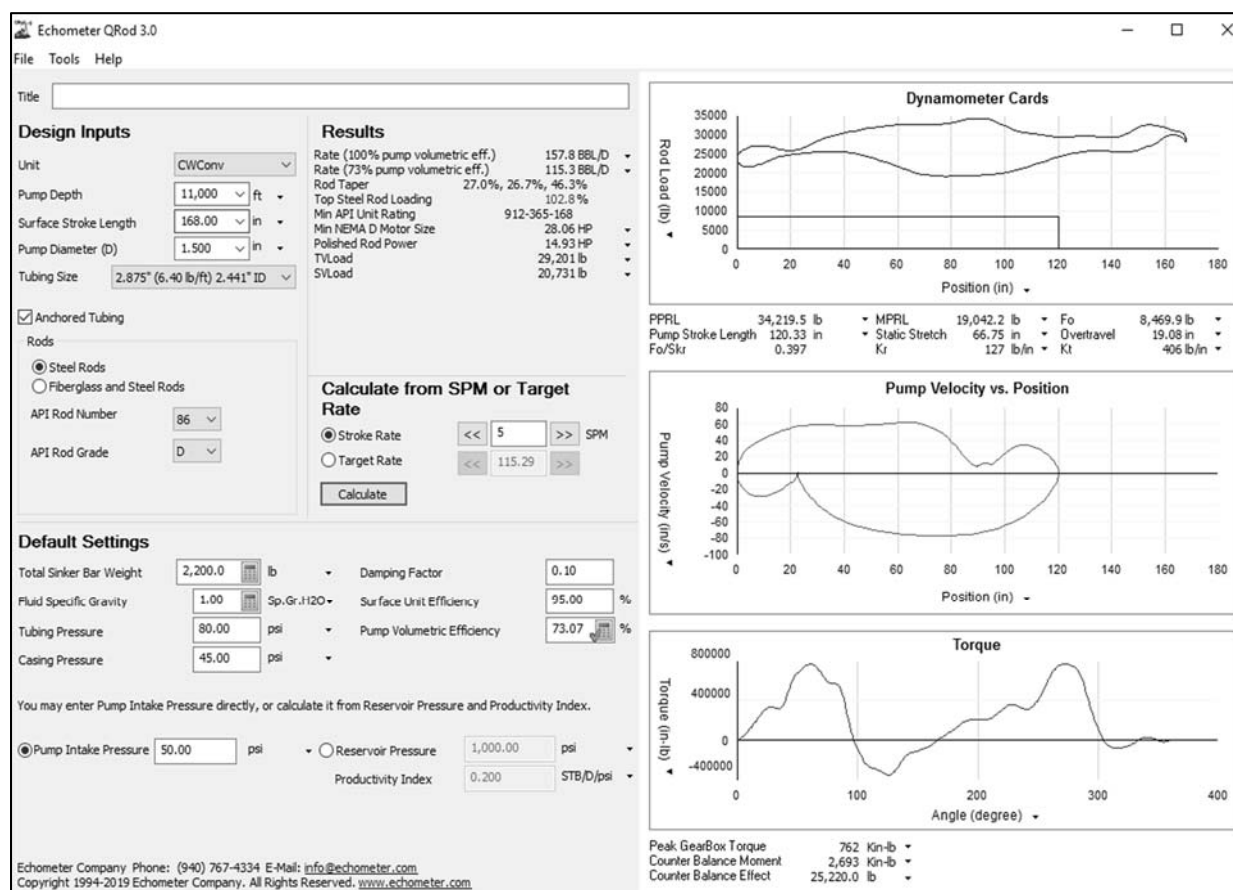 Echometer QRod 3.0
File Tools Help
Title
Design Inputs
Unit CWConv
Pump Depth 11,000 ft
Surface Stroke Length 168.00 in
Pump Diameter (D) 1.500 in
Tubing Size 2.875" (6.40 lb/ft) 2.441" ID
Anchored Tubing
Rods
Steel Rods
Fiberglass and Steel Rods
API Rod Number 86
API Rod Grade D
Results
Rate (100% pump volumetric eff.) 157.8 BBL/D
Rate (73% pump volumetric eff.) 115.3 BBL/D
Rod Taper 27.0%, 26.7%, 46.3%
Top Steel Rod Loading 102.8 %
Min API Unit Rating 912-365-168
Min NEMA D Motor Size 28.06 HP
Polished Rod Power 14.93 HP
TVLoad 29,201 lb
SVLoad 20,731 lb
Calculate from SPM or Target
Rate
Stroke Rate << 5 >> SPM
Target Rate << 115.29 >>
Calculate
Default Settings
Total Sinker Bar Weight 2,200.0 lb
Fluid Specific Gravity 1.00 Sp.Gr.H2O
Tubing Pressure 80.00 psi
Casing Pressure 45.00 psi
Damping Factor 0.10
Surface Unit Efficiency 95.00 %
Pump Volumetric Efficiency 73.07 %
You may enter Pump Intake Pressure directly, or calculate it from Reservoir Pressure and Productivity Index.
Pump Intake Pressure 50.00 psi
Reservoir Pressure 1,000.00 psi
Productivity Index 0.200 STB/D/psi
Echometer Company Phone: (940) 767-4334 E-Mail: info@echometer.com
Copyright 1994-2019 Echometer Company. All Rights Reserved. www.echometer.com
Dynamometer Cards
Rod Load (lb)
35000
30000
25000
20000
15000
10000
5000
0
0 20 40 60 80 100 120 140 160 180
Position (in)
PPRL 34,219.5 lb MPRL 19,042.2 lb Fo 8,469.9 lb
Pump Stroke Length 120.33 in Static Stretch 66.75 in Overtravel 19.08 in
Fo/Skr 0.397 Kr 127 lb/in Kt 406 lb/in
Pump Velocity vs. Position
Pump Velocity (in/s)
80
60
40
20
0
-20
-40
-60
-80
-100
0 20 40 60 80 100 120 140 160 180
Position (in)
Torque
Torque (in-lb)
800000
400000
0
-400000
0 100 200 300 400
Angle (degree)
Peak GearBox Torque 762 Kin-lb
Counter Balance Moment 2,693 Kin-lb
Counter Balance Effect 25,220.0 lb